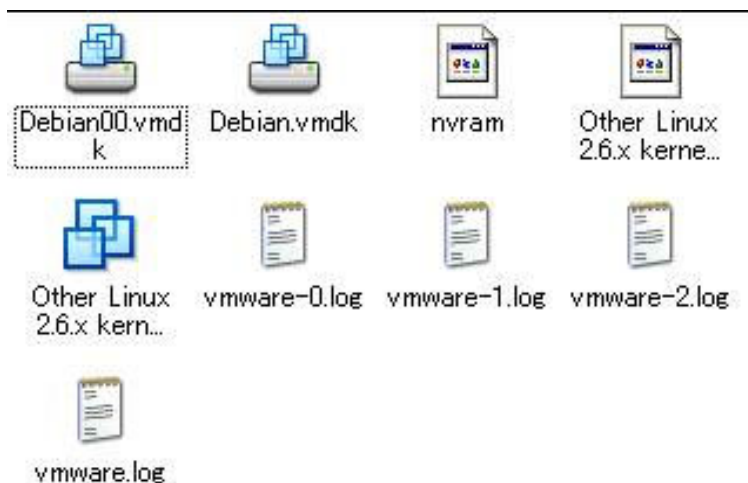 Debian00.vmd
k
Debian.vmdk
nvram
Other Linux
2.6.x kerne...
Other Linux
2.6.x kern...
vmware-0.log
vmware-1.log
vmware-2.log
vmware.log